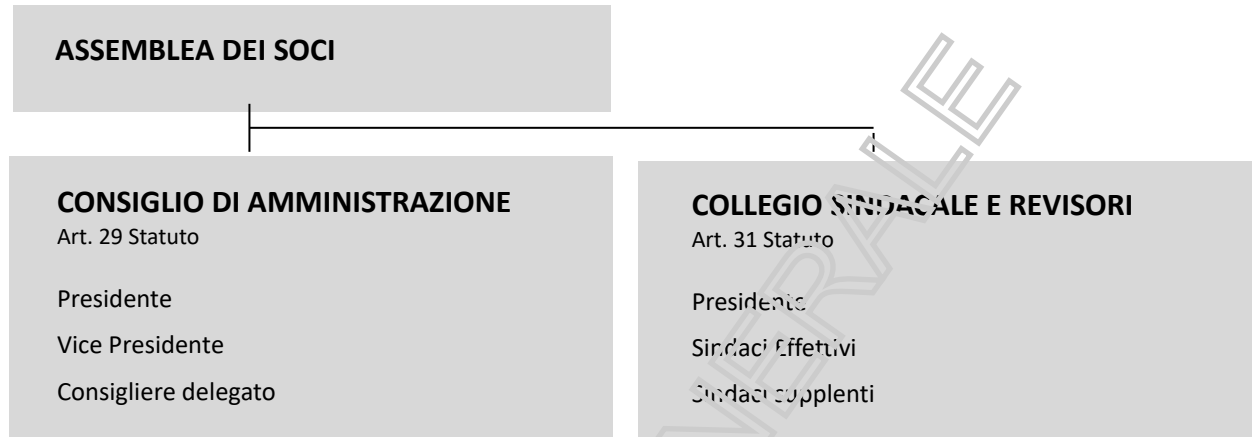 ASSEMBLEA DEI SOCI
CONSIGLIO DI AMMINISTRAZIONE
Art. 29 Statuto
Presidente
Vice Presidente
Consigliere delegato
COLLEGIO SINDACALE E REVISORI
Art. 31 Statuto
Presidente
Sindaci Effettivi
Sindaci supplenti
NERALE